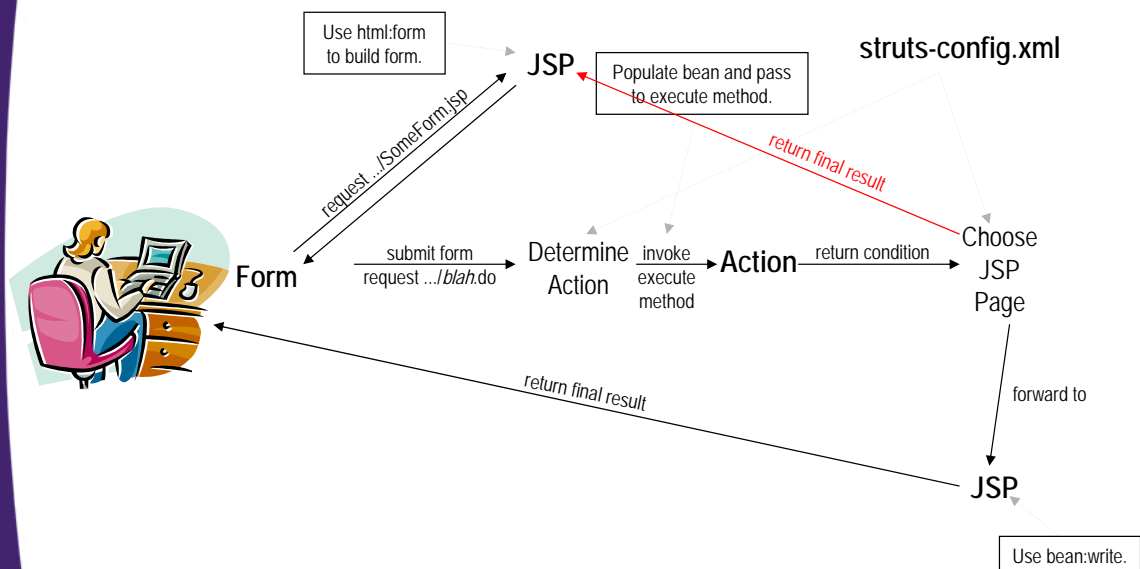 Use html:form
to build form.
JSP
struts-config.xml
Populate bean and pass
to execute method.
request .../SomeForm.jsp
return final result
Form
submit form
request .../blah.do
Determine
Action
invoke
execute
method
Action
return condition
Choose
JSP
Page
return final result
forward to
JSP
Use bean:write.